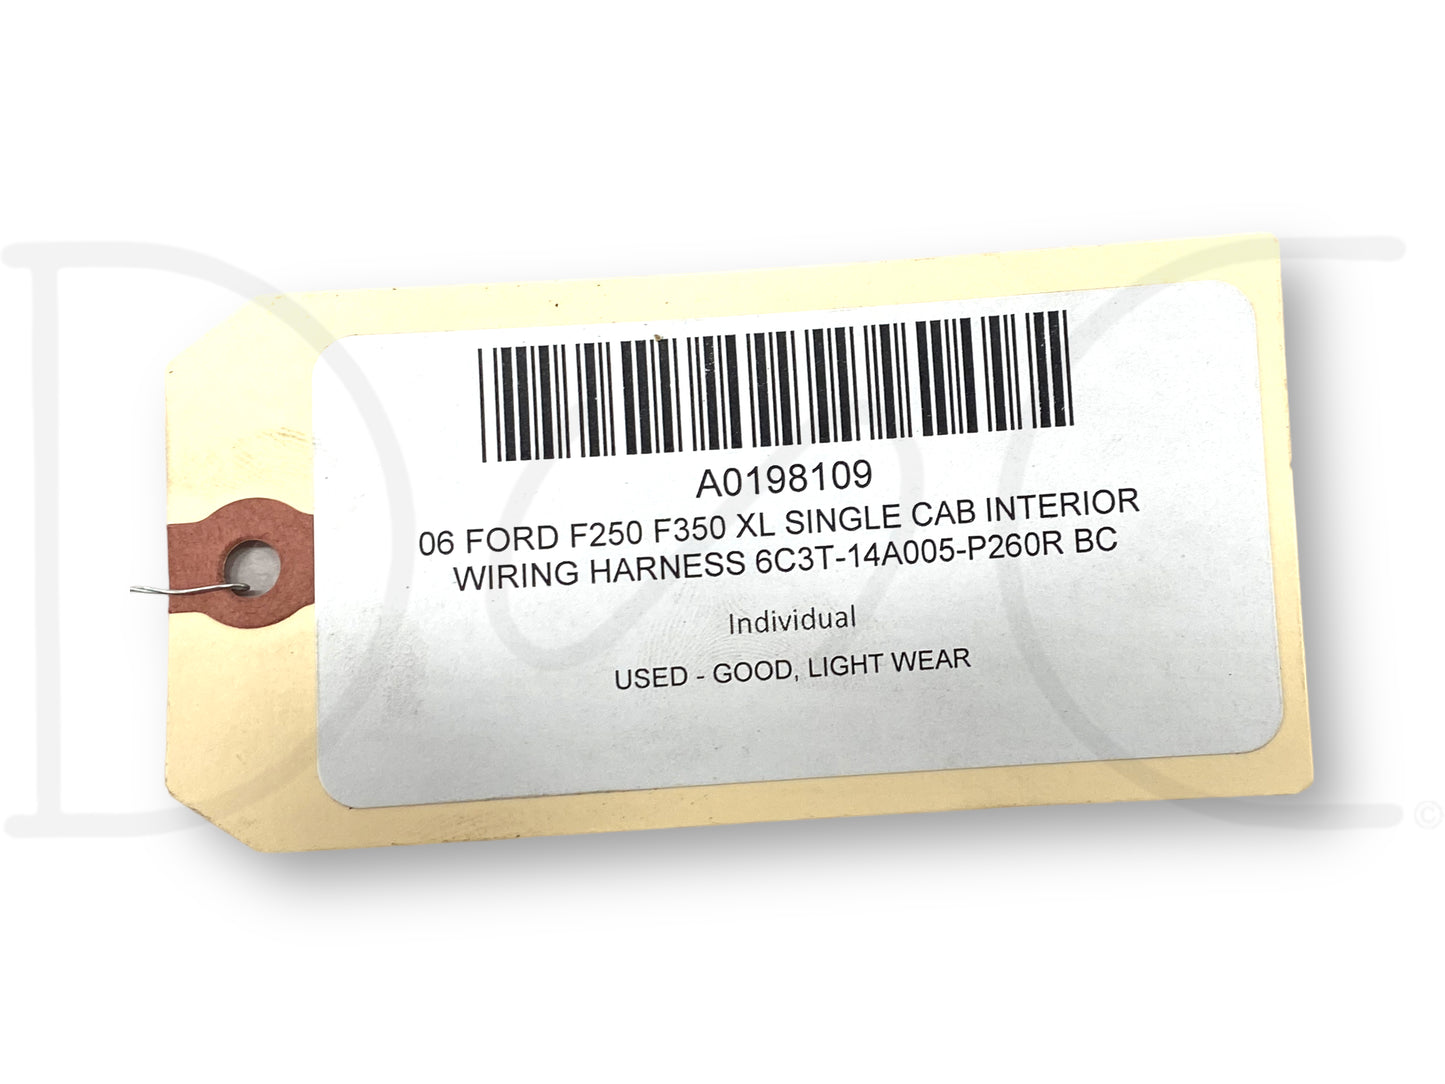 A0198109
06 FORD F250 F350 XL SINGLE CAB INTERIOR
WIRING HARNESS 6C3T-14A005-P260R BC
Individual
USED - GOOD, LIGHT WEAR
©